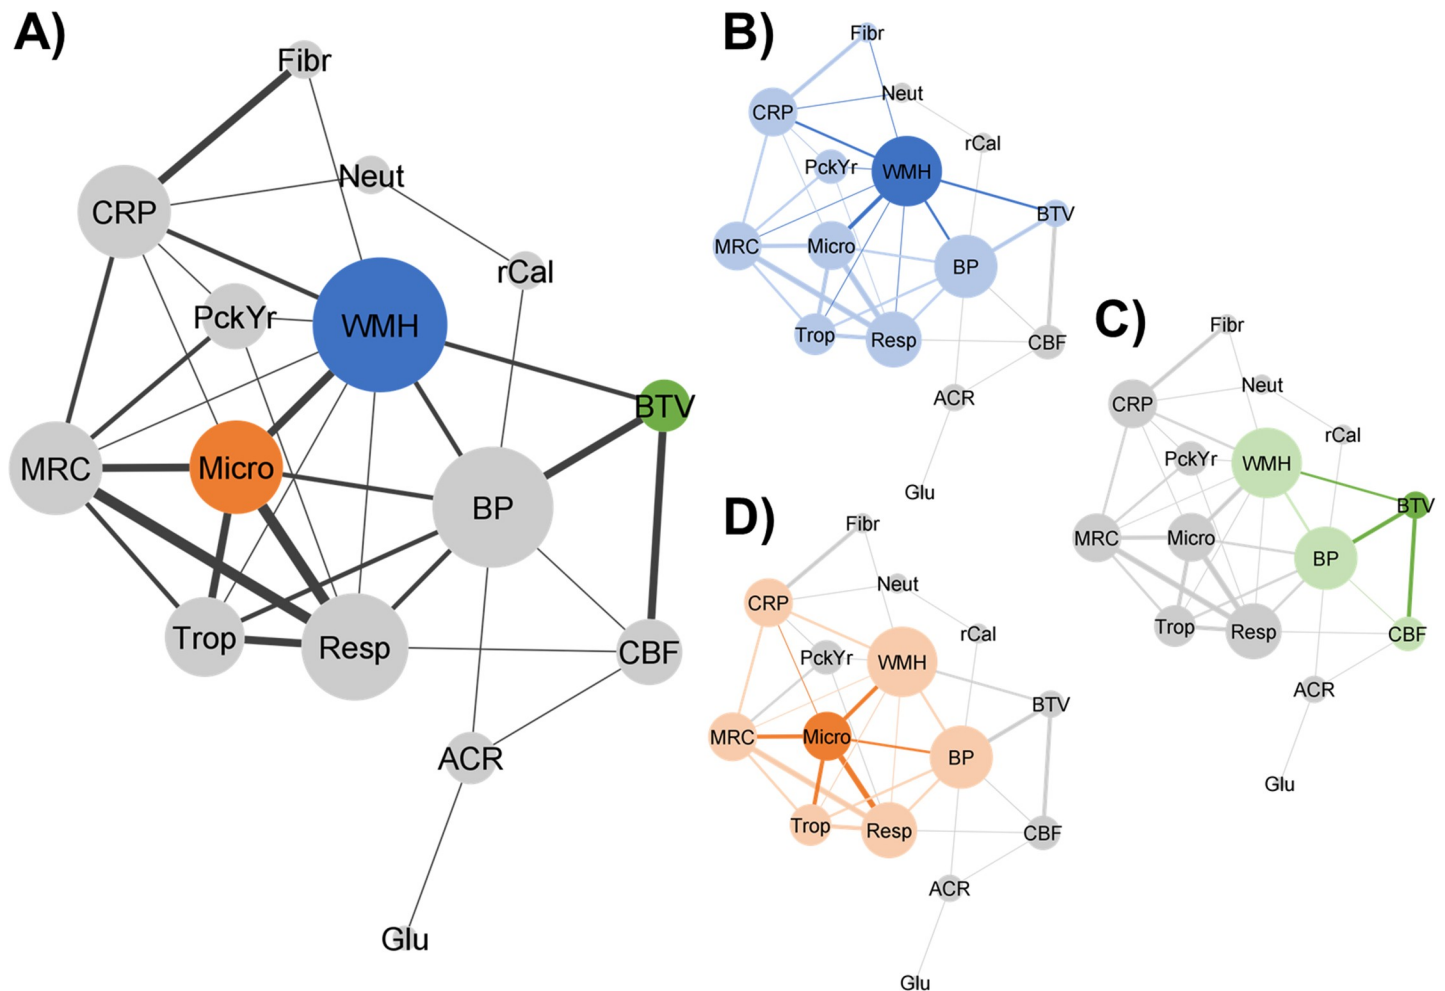 A)
Fibr
Neut
CRP
rCal
PckYr
WMH
BTV
MRC
Micro
BP
Trop
Resp
CBF
ACR
Glu
B)
Fibr
Neut
CRP
rCal
PckYr
WMH
BTV
MRC
Micro
BP
Trop
Resp
CBF
ACR
Glu
C)
Fibr
Neut
CRP
rCal
PckYr
WMH
BTV
MRC
Micro
BP
Trop
Resp
CBF
ACR
Glu
D)
Fibr
Neut
CRP
rCal
PckYr
WMH
BTV
MRC
Micro
BP
Trop
Resp
CBF
ACR
Glu